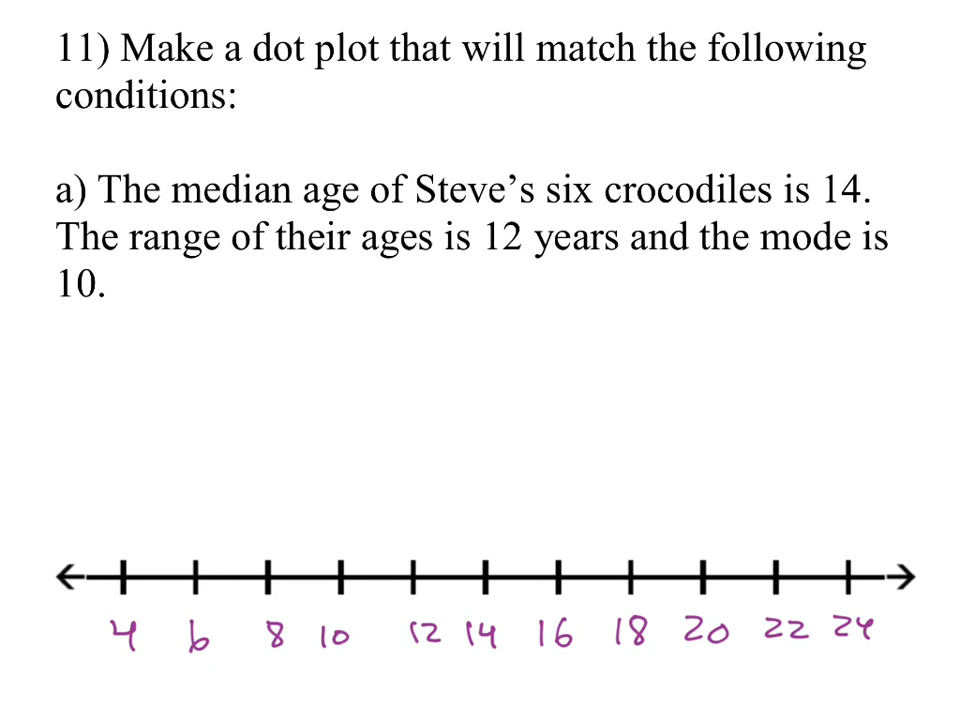 11) Make a dot plot that will match the following
conditions:
a) The median age of Steve’s six crocodiles is 14.
The range of their ages is 12 years and the mode is
10.
4 6 8 10 12 14 16 18 20 22 24